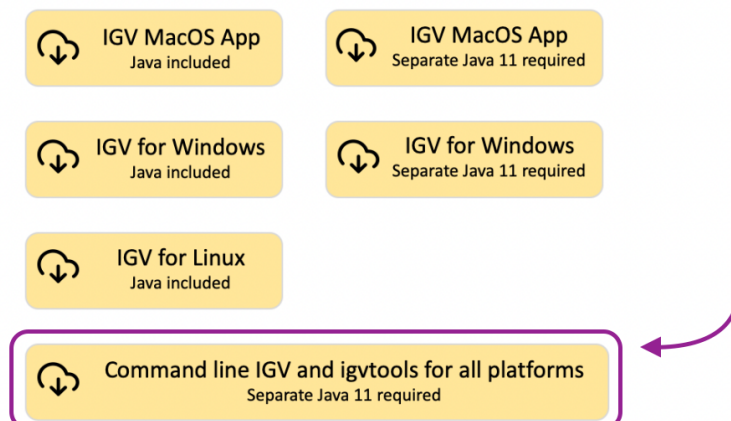 IGV MacOS App
Java included
IGV MacOS App
Separate Java 11 required
IGV for Windows
Java included
IGV for Windows
Separate Java 11 required
IGV for Linux
Java included
Command line IGV and igvtools for all platforms
Separate Java 11 required